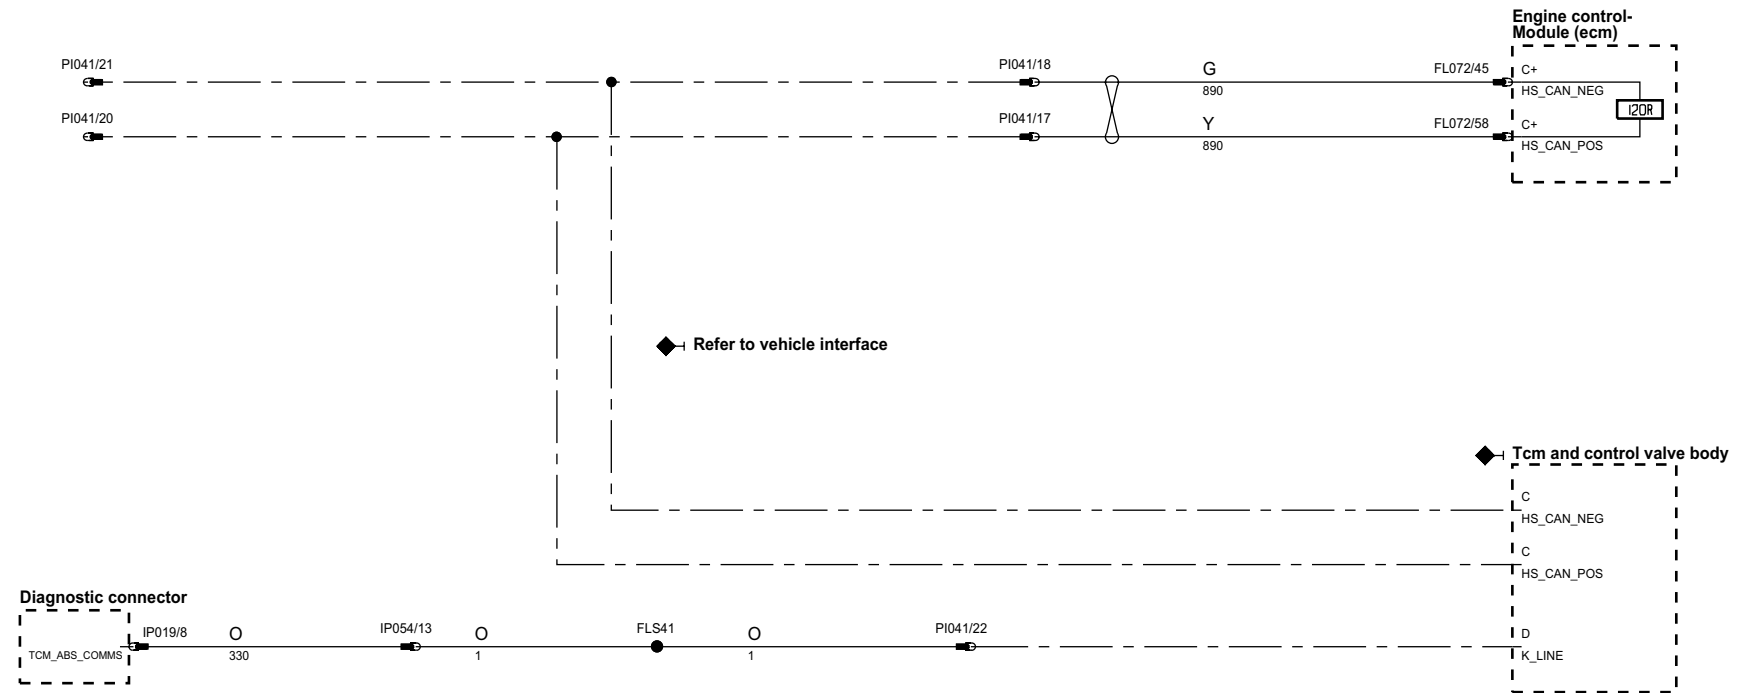 Engine control-
Module (ecm)
PI041/21
PI041/18
G
890
FL072/45
C+
HS_CAN_NEG
120R
PI041/20
PI041/17
Y
890
FL072/58
C+
HS_CAN_POS
Refer to vehicle interface
Tcm and control valve body
C
HS_CAN_NEG
C
HS_CAN_POS
Diagnostic connector
TCM_ABS_COMMS
IP019/8
O
330
IP054/13
O
1
FLS41
O
1
PI041/22
D
K_LINE